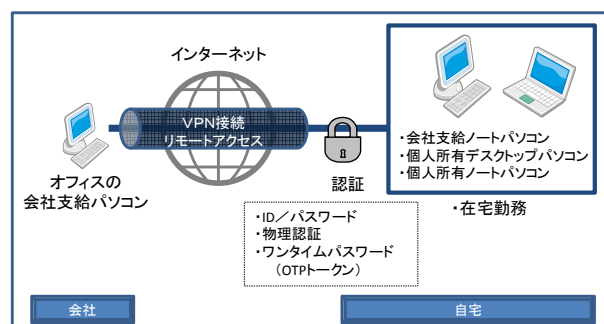 インターネット
VPN接続
リモートアクセス
オフィスの
会社支給パソコン
認証
・ID／パスワード
・物理認証
・ワンタイムパスワード
（OTPトークン）
・会社支給ノートパソコン
・個人所有デスクトップパソコン
・個人所有ノートパソコン
・在宅勤務
会社
自宅